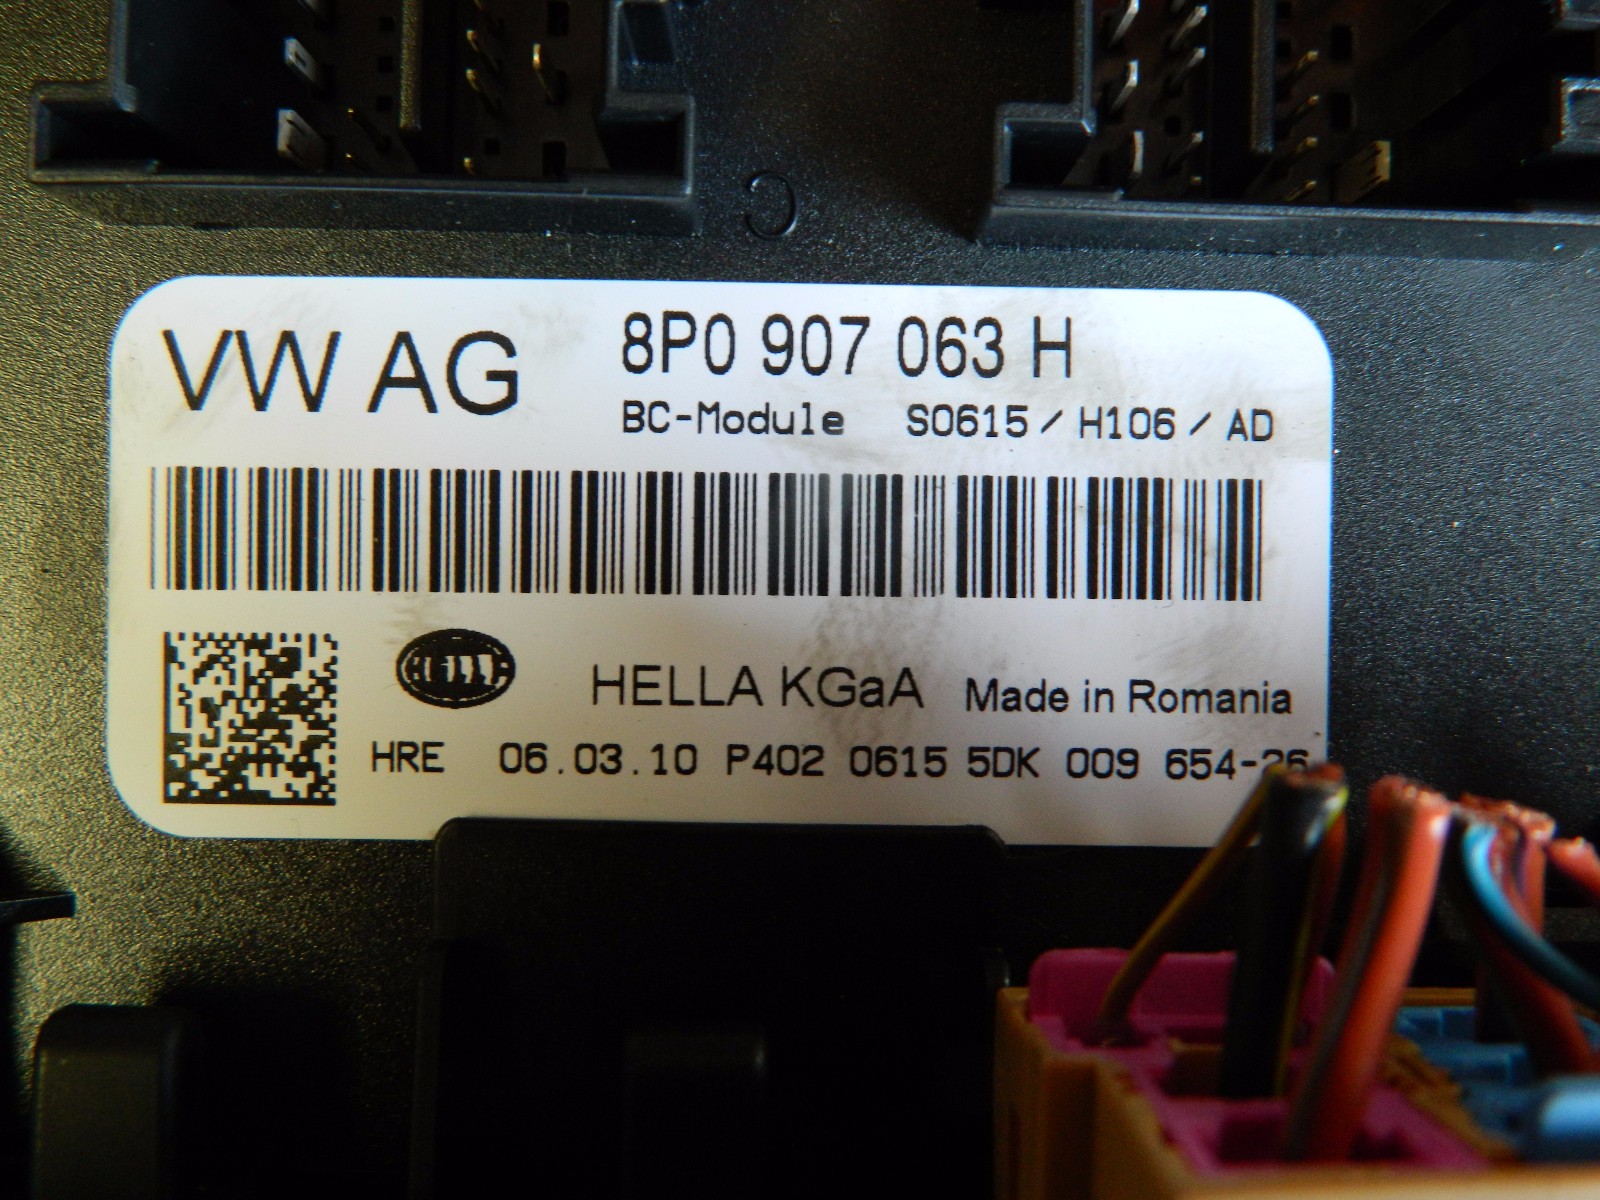 C
VW AG 8P0 907 063 H
BC-Module S0615 / H106 / AD
HELLA KGaA Made in Romania
HRE 06.03.10 P402 0615 5DK 009 654-26